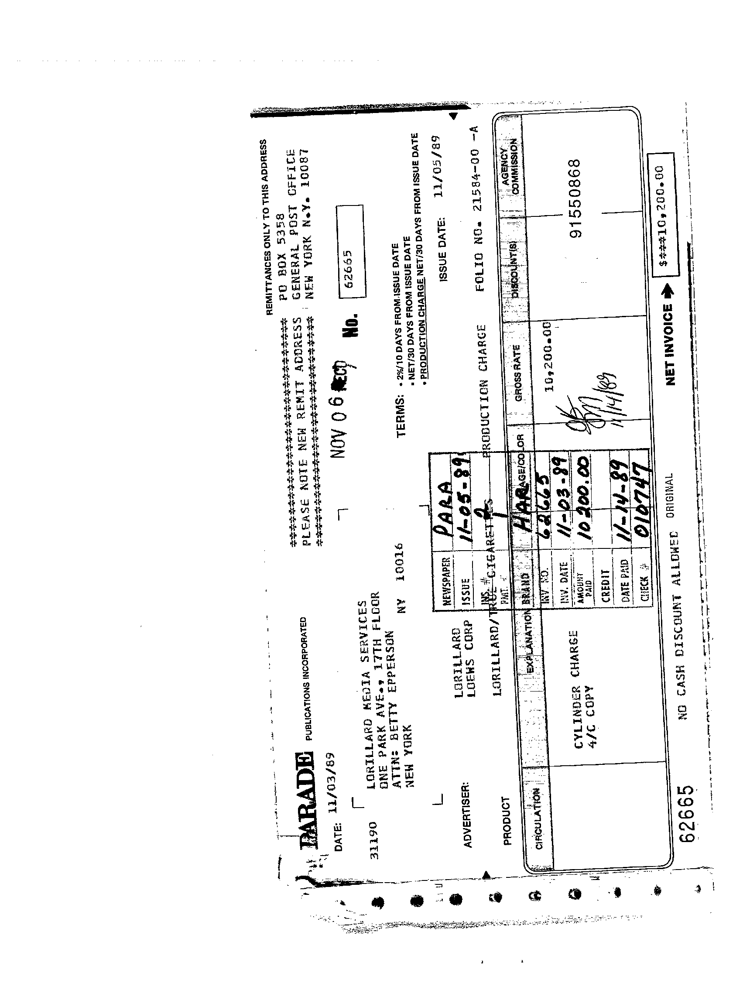 REMITTANCES ONLY TO THIS ADDRESS
PO BOX 5358
GENERAL POST OFFICE
NEW YORK N.Y. 10087
********************************
PLEASE NOTE NEW REMIT ADDRESS
********************************
PARADE PUBLICATIONS INCORPORATED
DATE: 11/03/89
NOV 06 RECD
No. 62665
31190
LORILLARD MEDIA SERVICES
ONE PARK AVE., 17TH FLOOR
ATTN: BETTY EPPERSON
NEW YORK NY 10016
TERMS: • 2%/10 DAYS FROM ISSUE DATE
• NET/30 DAYS FROM ISSUE DATE
• PRODUCTION CHARGE NET/30 DAYS FROM ISSUE DATE
ISSUE DATE: 11/05/89
ADVERTISER: LORILLARD
LOEWS CORP
FOLIO NO. 21584-00 -A
PRODUCT LORILLARD/TRUE CIGARETTES PRODUCTION CHARGE
NEWSPAPER PARA
ISSUE 11-05-89
INS. #
PMT. #
BRAND
INV. NO. 62665
INV. DATE 11-03-89
AMOUNT PAID 10200.00
CREDIT
DATE PAID 11-14-89
CHECK # 010747
CIRCULATION EXPLANATION PAGE/COLOR GROSS RATE DISCOUNT(S) AGENCY COMMISSION
CYLINDER CHARGE
4/C COPY
10,200.00
OK
11/14/89
91550868
62665
NO CASH DISCOUNT ALLOWED ORIGINAL
NET INVOICE $***10,200.00